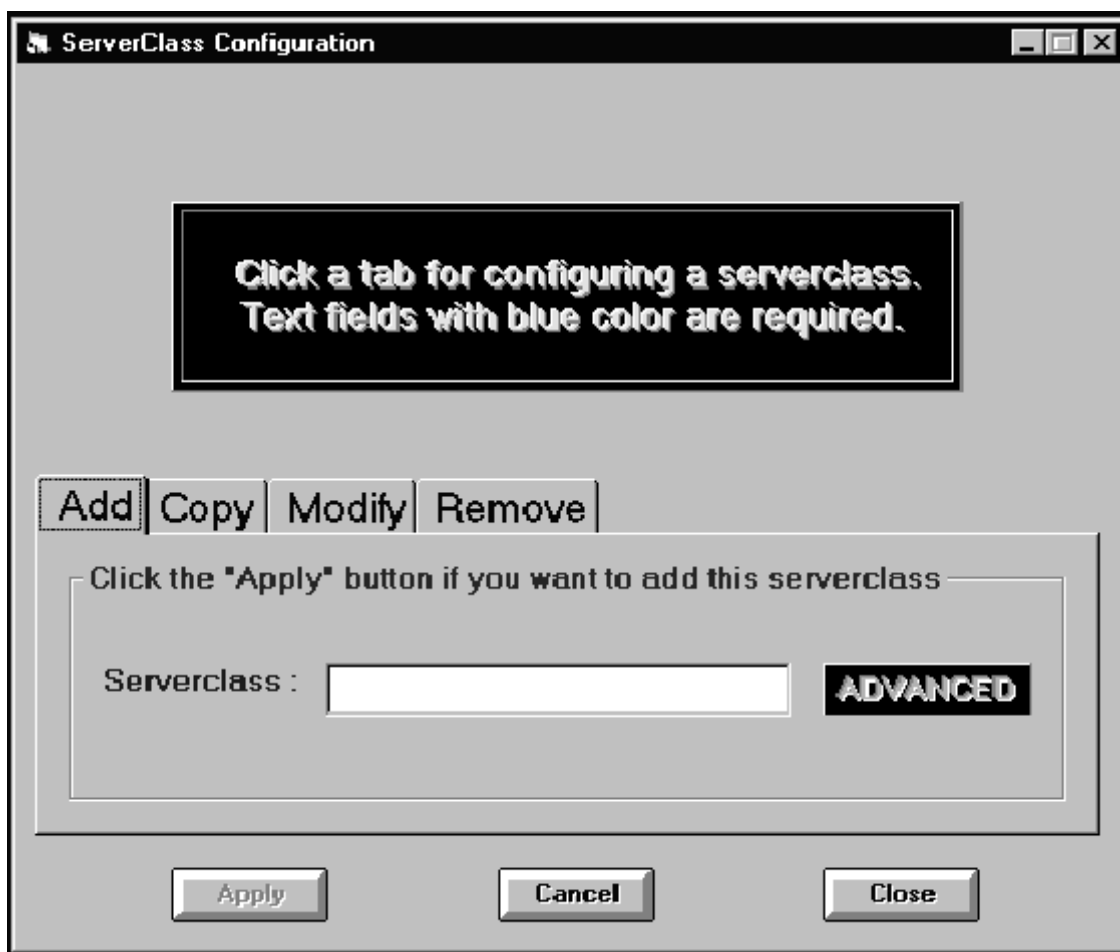 ServerClass Configuration
Click a tab for configuring a serverclass.
Text fields with blue color are required.
Add Copy Modify Remove
Click the "Apply" button if you want to add this serverclass
Serverclass : ADVANCED
Apply Cancel Close